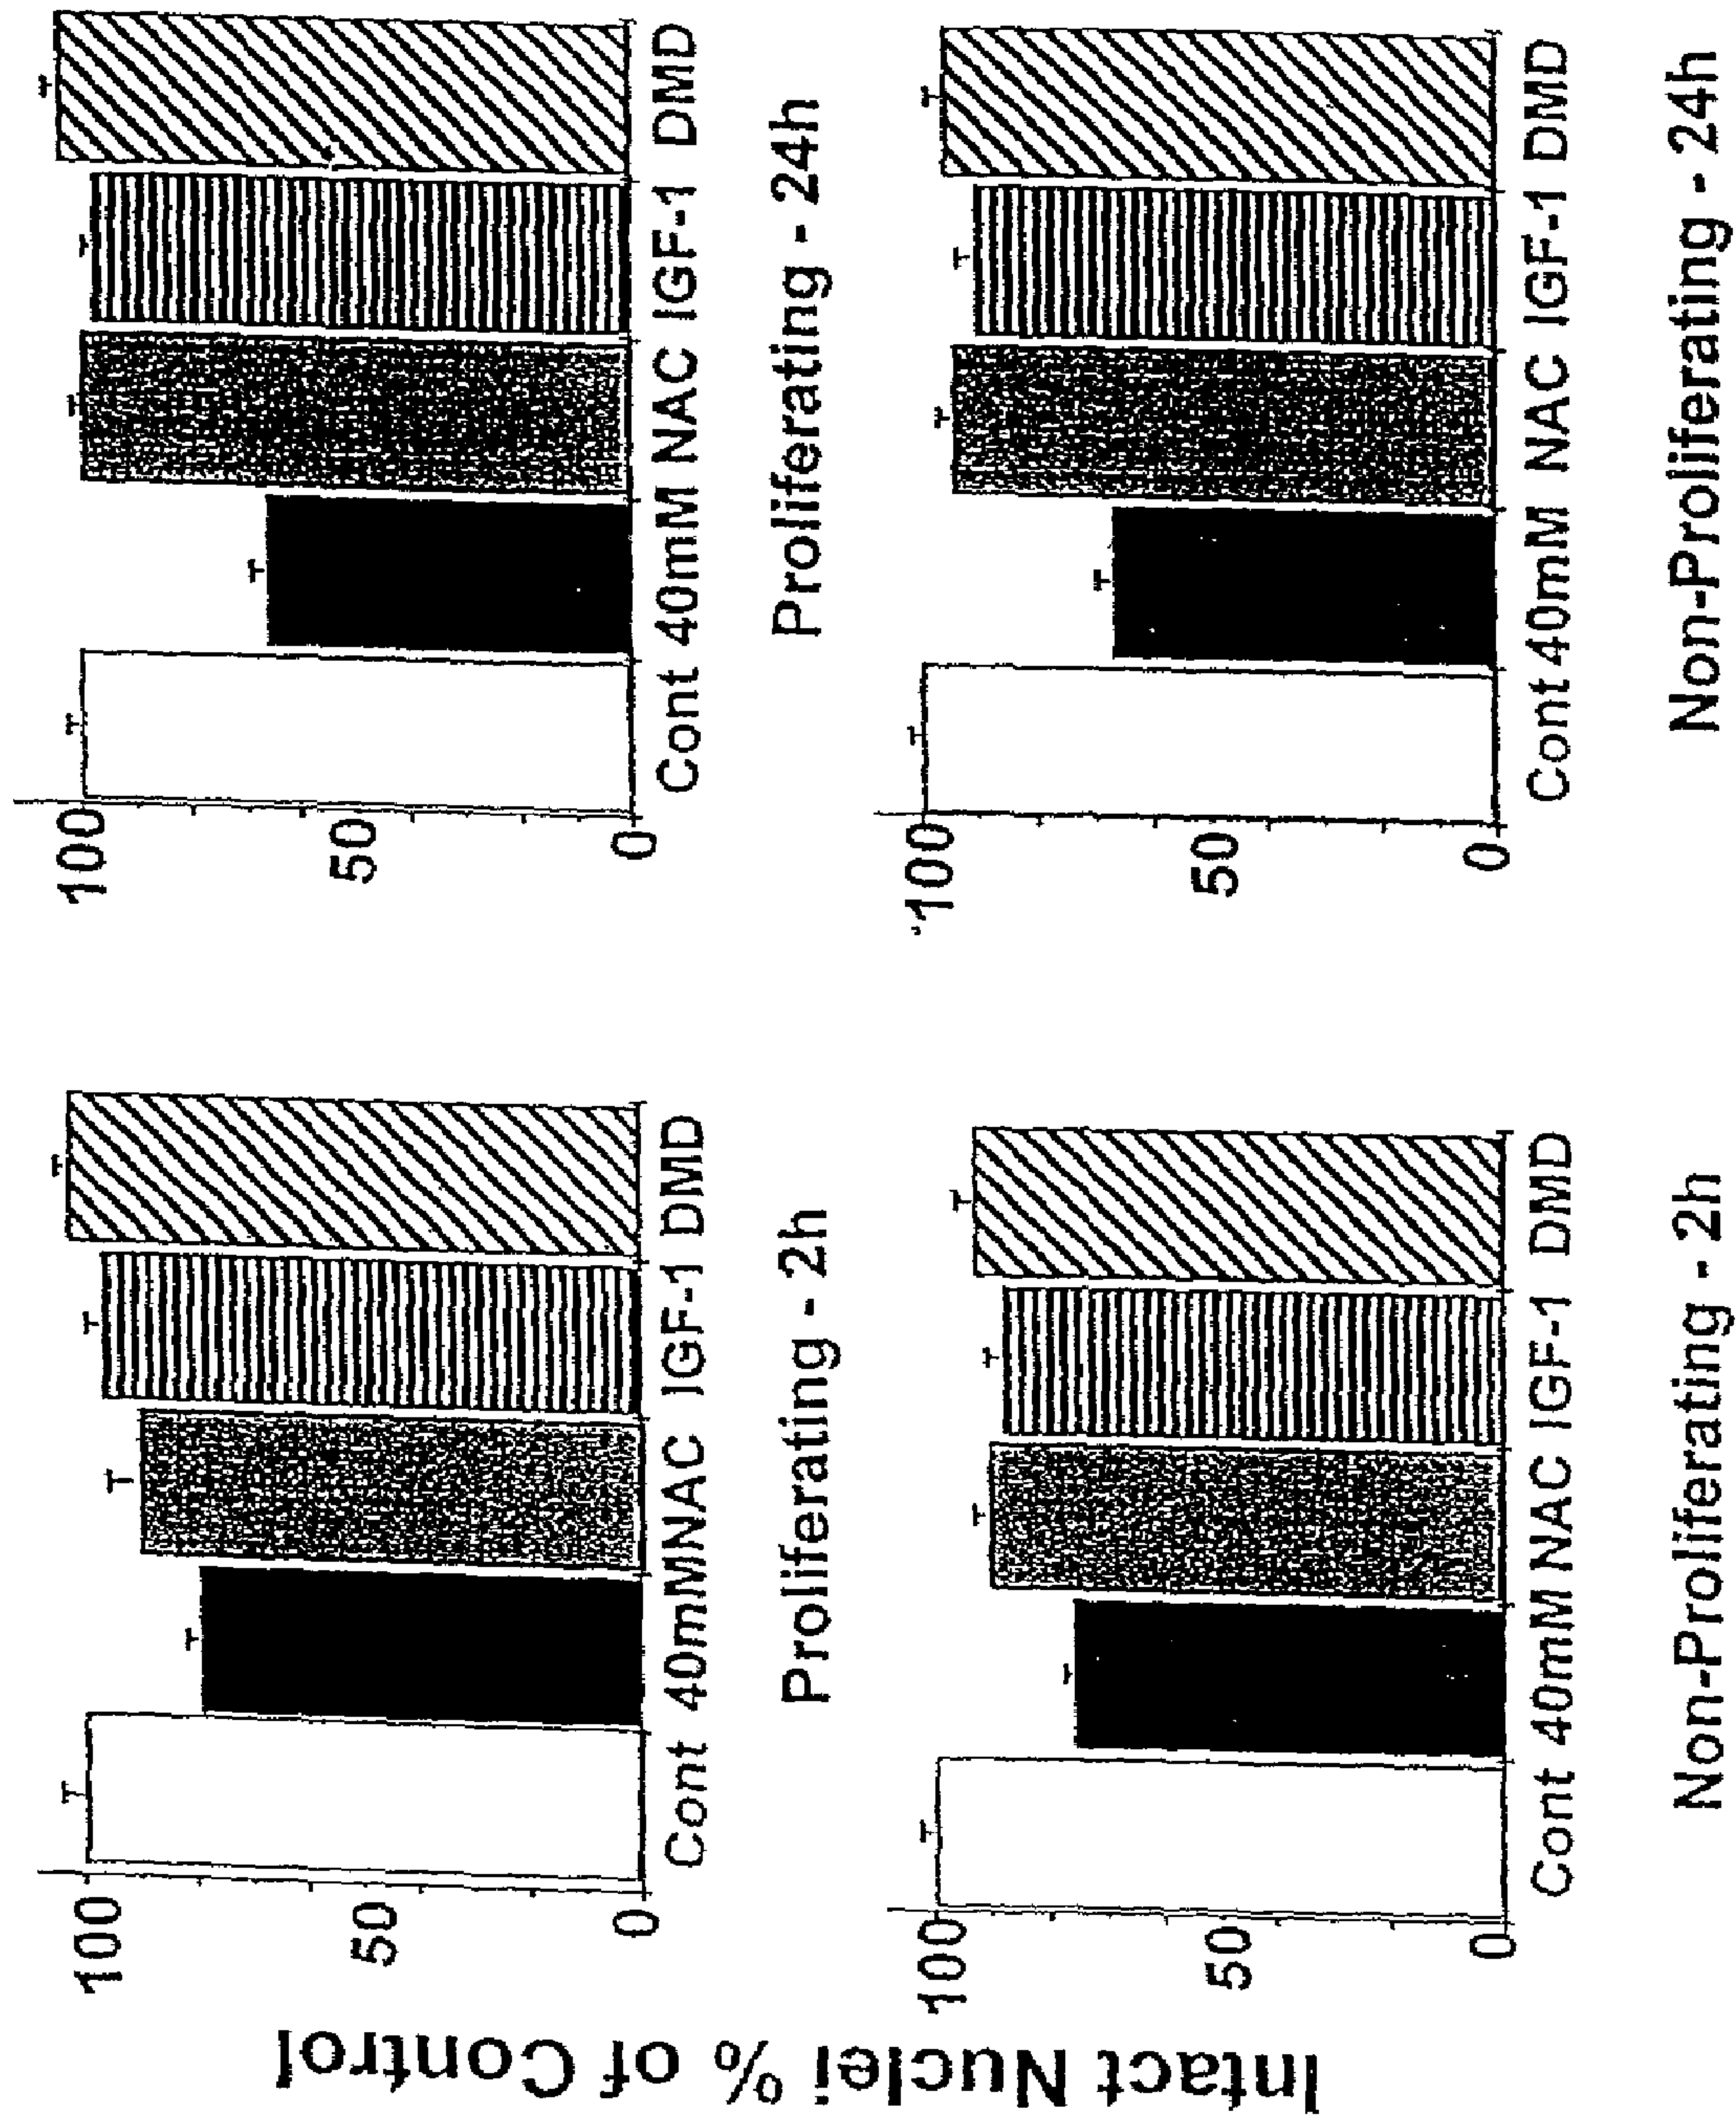 Intact Nuclei % of Control
100
50
0
Cont 40mMNAC IGF-1 DMD
Proliferating - 2h
100
50
0
Cont 40mM NAC IGF-1 DMD
Proliferating - 24h
100
50
0
Cont 40mM NAC IGF-1 DMD
Non-Proliferating - 2h
100
50
0
Cont 40mM NAC IGF-1 DMD
Non-Proliferating - 24h